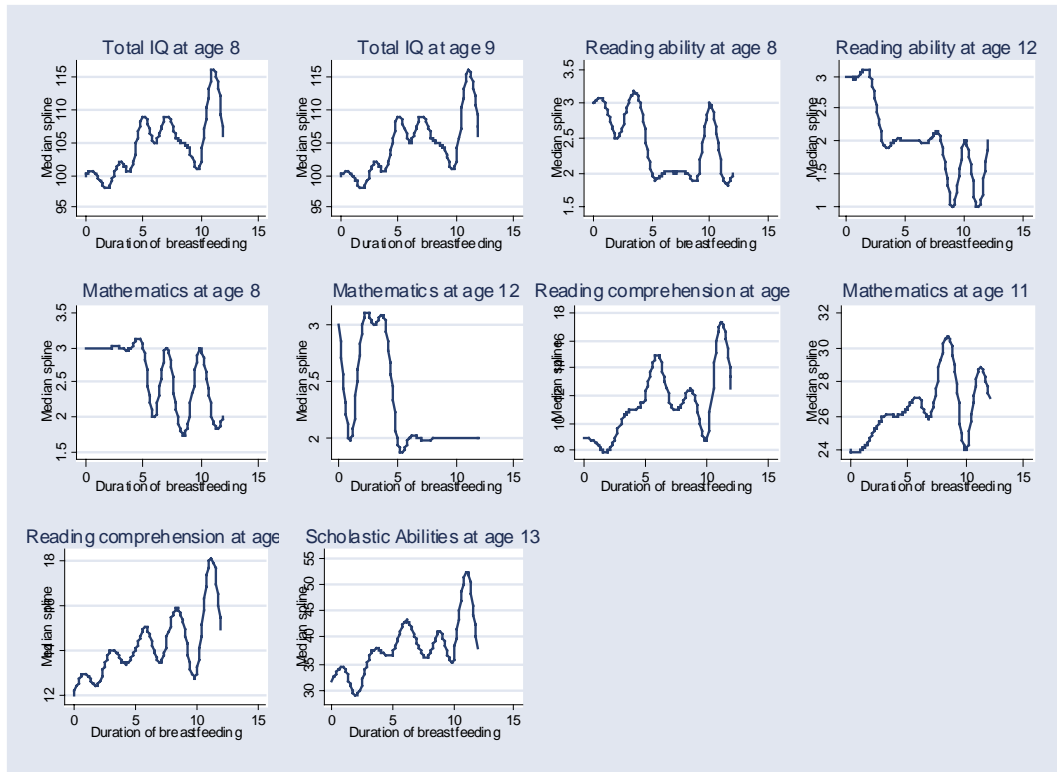 Total IQ at age 8
Median spline
115
110
105
100
95
0 5 10 15
Duration of breastfeeding
Total IQ at age 9
Median spline
115
110
105
100
95
0 5 10 15
Duration of breastfeeding
Reading ability at age 8
Median spline
3.5
3
2.5
2
1.5
0 5 10 15
Duration of breastfeeding
Reading ability at age 12
Median spline
3
2.5
2
1.5
1
0 5 10 15
Duration of breastfeeding
Mathematics at age 8
Median spline
3.5
3
2.5
2
1.5
0 5 10 15
Duration of breastfeeding
Mathematics at age 12
Median spline
3
2.5
2
0 5 10 15
Duration of breastfeeding
Reading comprehension at age
Median spline
18
16
12
10
8
0 5 10 15
Duration of breastfeeding
Mathematics at age 11
Median spline
32
30
28
26
24
0 5 10 15
Duration of breastfeeding
Reading comprehension at age
Median spline
18
12
0 5 10 15
Duration of breastfeeding
Scholastic Abilities at age 13
Median spline
55
50
40
35
30
0 5 10 15
Duration of breastfeeding